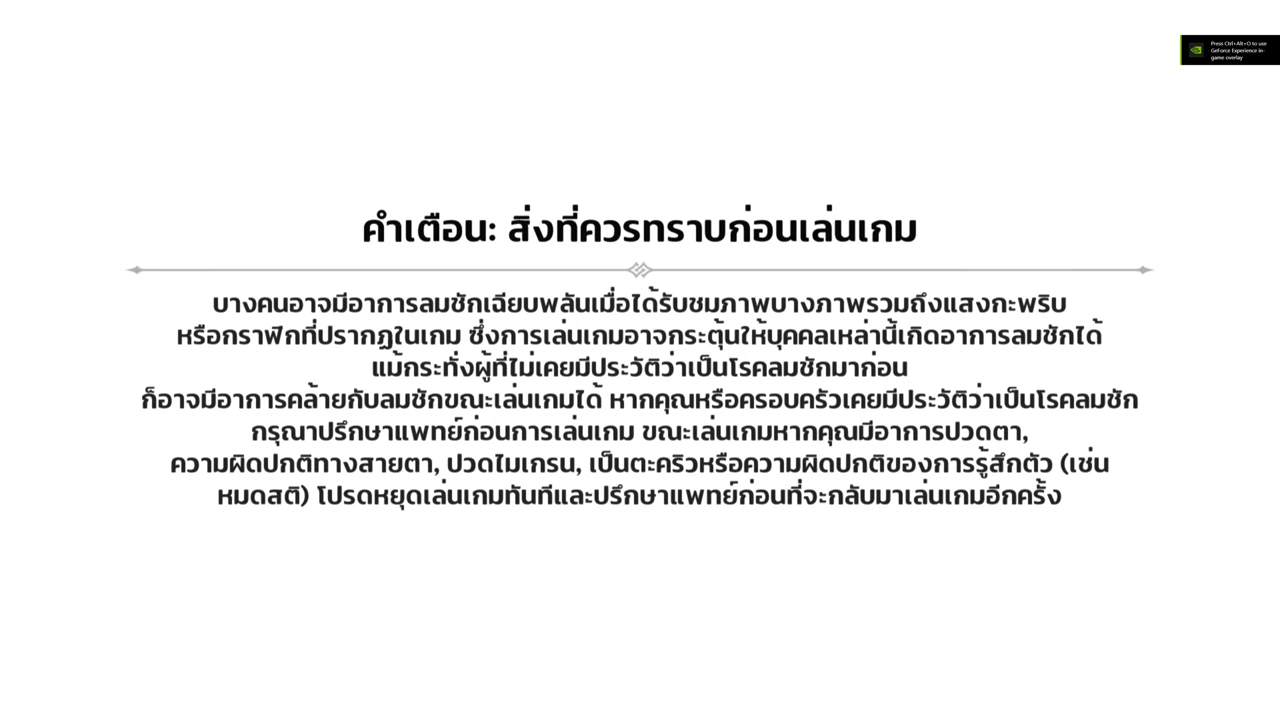 Press Ctrl+Alt+O to use
GeForce Experience in-
game overlay
คำเตือน: สิ่งที่ควรทราบก่อนเล่นเกม
บางคนอาจมีอาการลมชักเฉียบพลันเมื่อได้รับชมภาพบางภาพรวมถึงแสงกะพริบ
หรือกราฟิกที่ปรากฏในเกม ซึ่งการเล่นเกมอาจกระตุ้นให้บุคคลเหล่านี้เกิดอาการลมชักได้
แม้กระทั่งผู้ที่ไม่เคยมีประวัติว่าเป็นโรคลมชักมาก่อน
ก็อาจมีอาการคล้ายกับลมชักขณะเล่นเกมได้ หากคุณหรือครอบครัวเคยมีประวัติว่าเป็นโรคลมชัก
กรุณาปรึกษาแพทย์ก่อนการเล่นเกม ขณะเล่นเกมหากคุณมีอาการปวดตา,
ความผิดปกติทางสายตา, ปวดไมเกรน, เป็นตะคริวหรือความผิดปกติของการรู้สึกตัว (เช่น
หมดสติ) โปรดหยุดเล่นเกมทันทีและปรึกษาแพทย์ก่อนที่จะกลับมาเล่นเกมอีกครั้ง